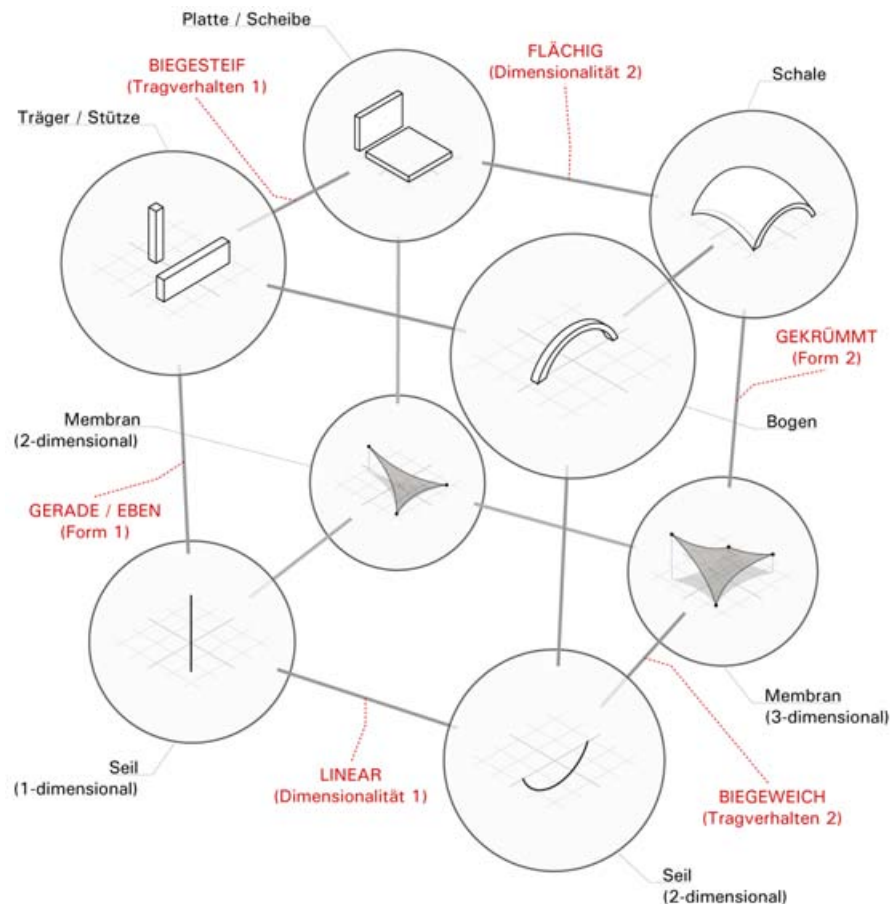 Platte / Scheibe
BIEGESTEIF
(Tragverhalten 1)
FLÄCHIG
(Dimensionalität 2)
Schale
Träger / Stütze
GEKRÜMMT
(Form 2)
Membran
(2-dimensional)
Bogen
GERADE / EBEN
(Form 1)
Membran
(3-dimensional)
Seil
(1-dimensional)
LINEAR
(Dimensionalität 1)
BIEGEWEICH
(Tragverhalten 2)
Seil
(2-dimensional)